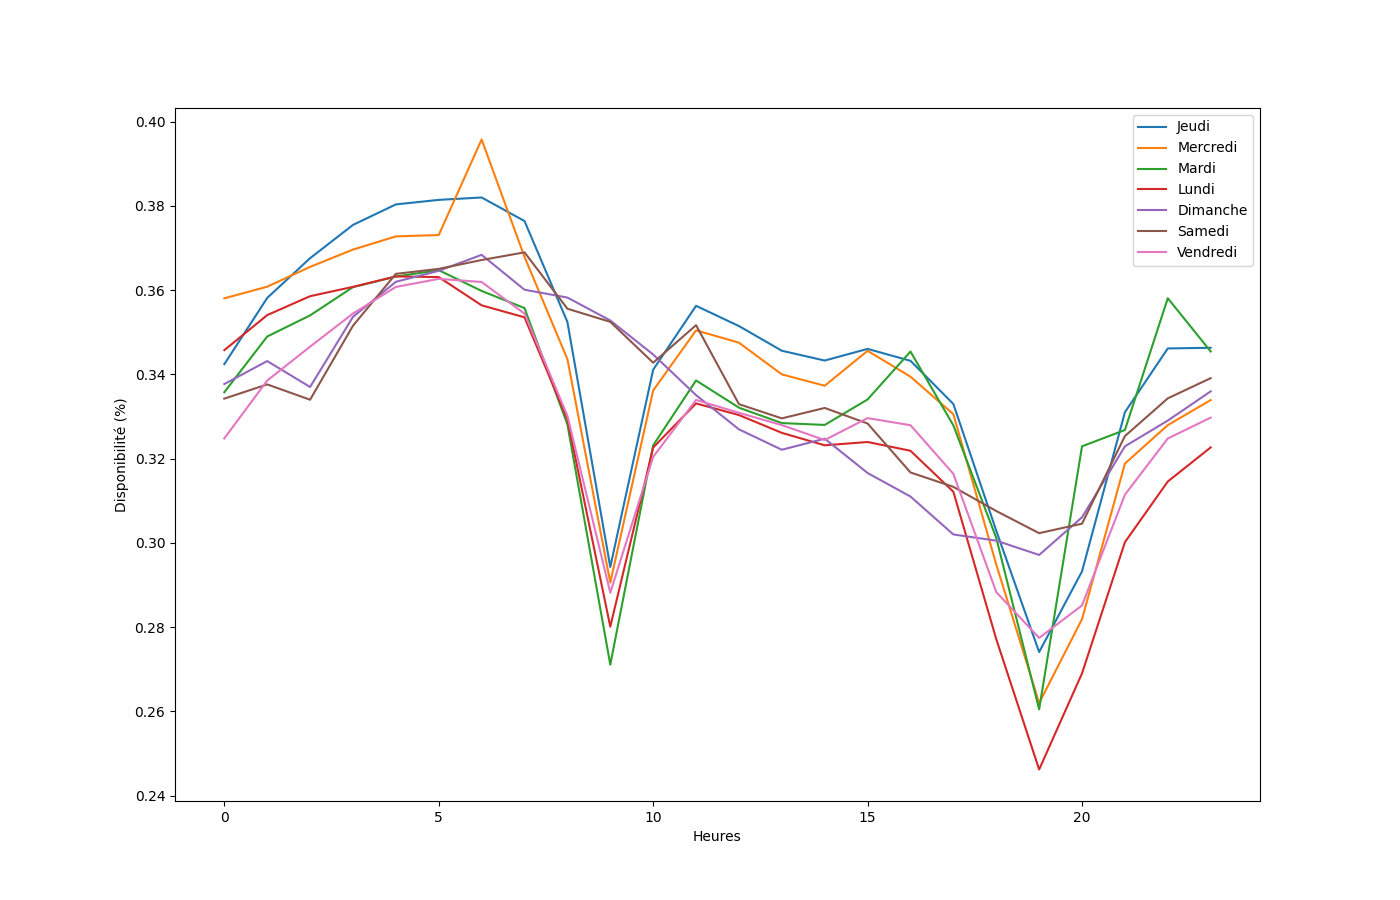 0.40
0.38
0.36
0.34
0.32
0.30
0.28
0.26
0.24
Disponibilité (%)
0
5
10
15
20
Heures
Jeudi
Mercredi
Mardi
Lundi
Dimanche
Samedi
Vendredi